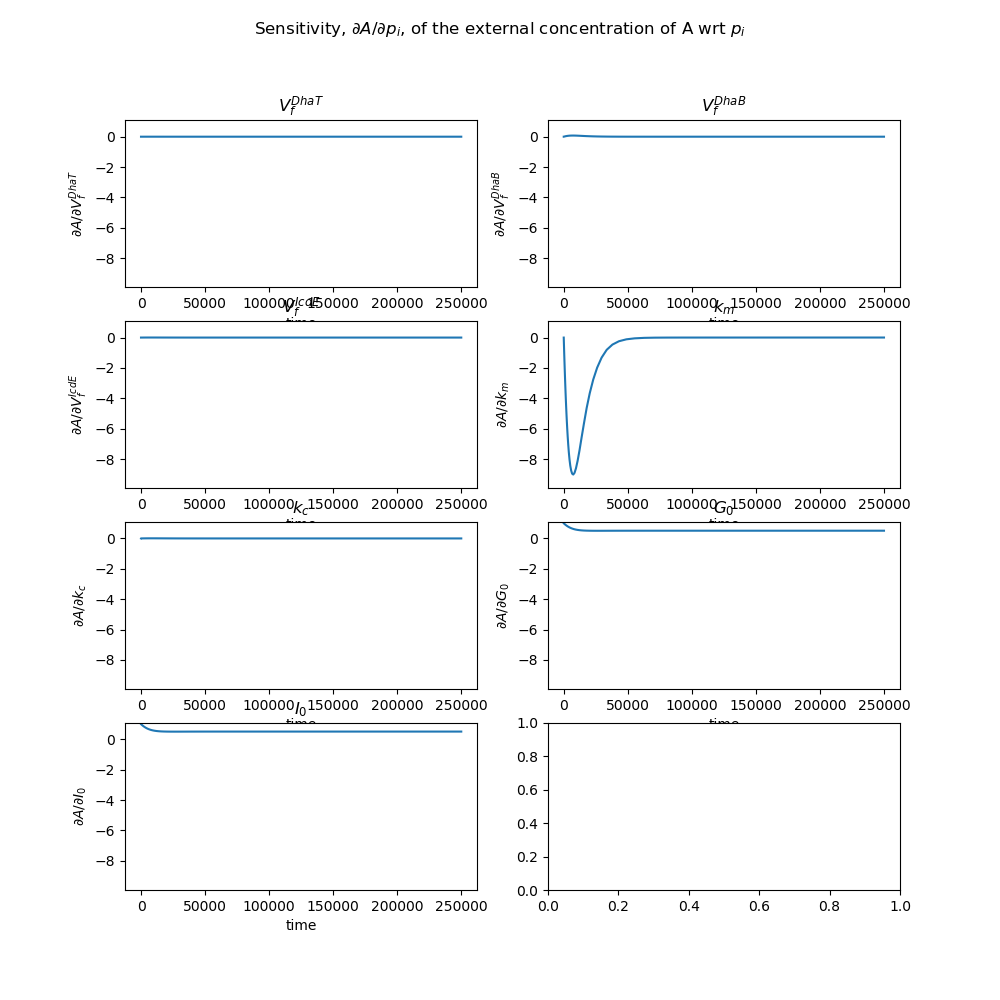 Sensitivity, ∂A/∂p_i, of the external concentration of A wrt p_i
V_f^{DhaT}
V_f^{DhaB}
∂A/∂V_f^{DhaT}
0
−2
−4
−6
−8
0 50000 100000 150000 200000 250000
time
∂A/∂V_f^{DhaB}
0
−2
−4
−6
−8
0 50000 100000 150000 200000 250000
time
V_f^{IcdE}
k_m
∂A/∂V_f^{IcdE}
0
−2
−4
−6
−8
0 50000 100000 150000 200000 250000
time
∂A/∂k_m
0
−2
−4
−6
−8
0 50000 100000 150000 200000 250000
time
k_c
G_0
∂A/∂k_c
0
−2
−4
−6
−8
0 50000 100000 150000 200000 250000
time
∂A/∂G_0
0
−2
−4
−6
−8
0 50000 100000 150000 200000 250000
time
I_0
∂A/∂I_0
0
−2
−4
−6
−8
0 50000 100000 150000 200000 250000
time
1.0
0.8
0.6
0.4
0.2
0.0
0.0 0.2 0.4 0.6 0.8 1.0